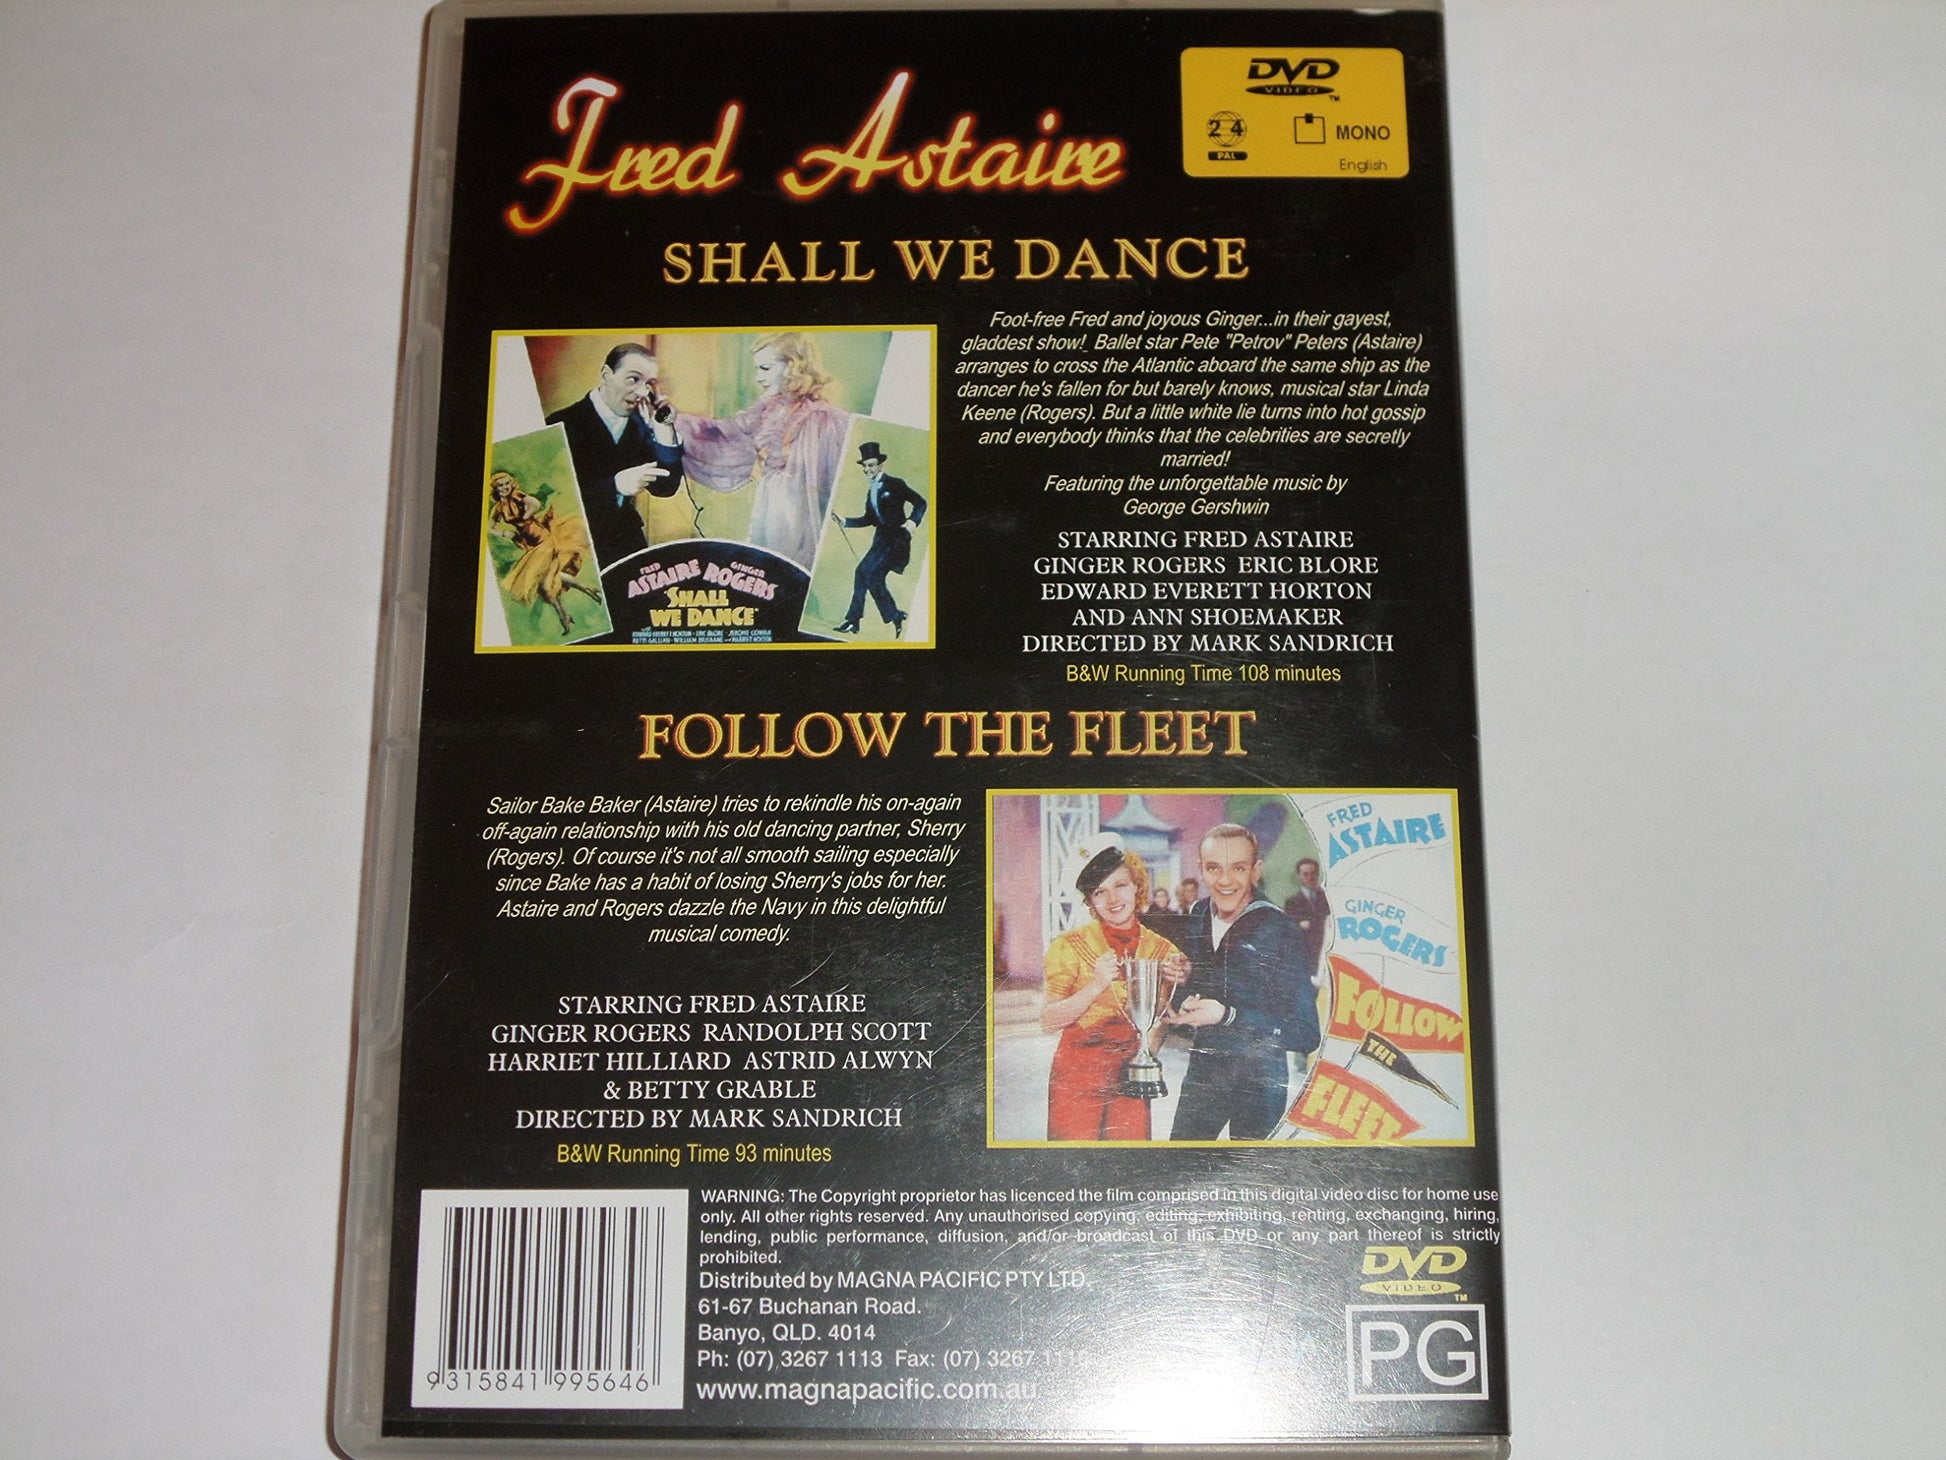 Fred Astaire
DVD
VIDEO
TM
2 4
PAL
MONO
English
SHALL WE DANCE
Foot-free Fred and joyous Ginger...in their gayest,
gladdest show! Ballet star Pete "Petrov" Peters (Astaire)
arranges to cross the Atlantic aboard the same ship as the
dancer he's fallen for but barely knows, musical star Linda
Keene (Rogers). But a little white lie turns into hot gossip
and everybody thinks that the celebrities are secretly
married!
Featuring the unforgettable music by
George Gershwin
STARRING FRED ASTAIRE
GINGER ROGERS ERIC BLORE
EDWARD EVERETT HORTON
AND ANN SHOEMAKER
DIRECTED BY MARK SANDRICH
B&W Running Time 108 minutes
FRED GINGER
ASTAIRE ROGERS
SHALL
WE DANCE
FOLLOW THE FLEET
Sailor Bake Baker (Astaire) tries to rekindle his on-again
off-again relationship with his old dancing partner, Sherry
(Rogers). Of course it's not all smooth sailing especially
since Bake has a habit of losing Sherry's jobs for her.
Astaire and Rogers dazzle the Navy in this delightful
musical comedy.
STARRING FRED ASTAIRE
GINGER ROGERS RANDOLPH SCOTT
HARRIET HILLIARD ASTRID ALWYN
& BETTY GRABLE
DIRECTED BY MARK SANDRICH
B&W Running Time 93 minutes
FRED
ASTAIRE
GINGER
ROGERS
FOLLOW
THE
FLEET
WARNING: The Copyright proprietor has licenced the film comprised in this digital video disc for home use
only. All other rights reserved. Any unauthorised copying, editing, exhibiting, renting, exchanging, hiring,
lending, public performance, diffusion, and/or broadcast of this DVD or any part thereof is strictly
prohibited.
Distributed by MAGNA PACIFIC PTY LTD.
61-67 Buchanan Road.
Banyo, QLD. 4014
Ph: (07) 3267 1113 Fax: (07) 3267
www.magnapacific.com.au
DVD
VIDEO
TM
PG
9 315841 995646